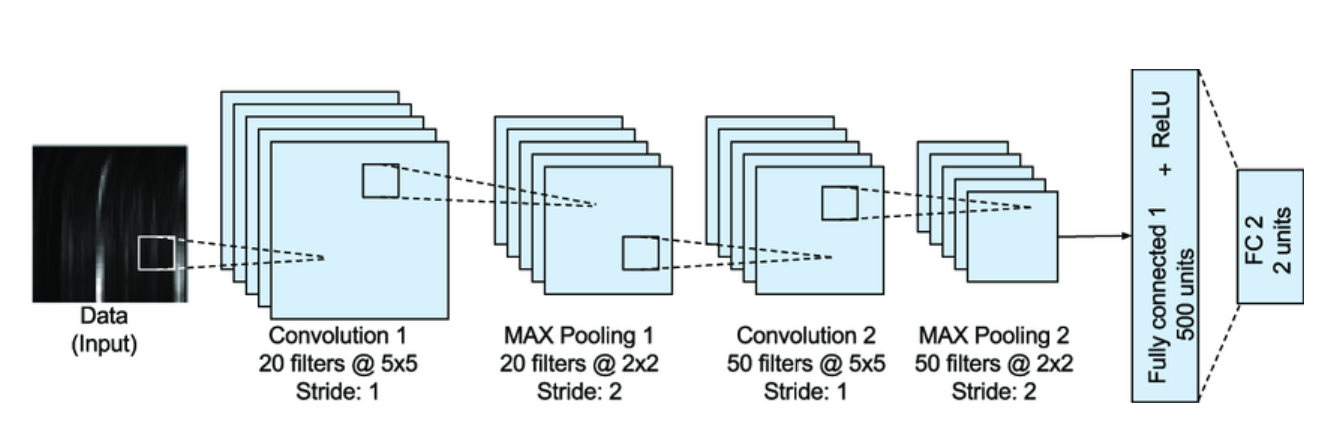 Data
(Input)
Convolution 1
20 filters @ 5x5
Stride: 1
MAX Pooling 1
20 filters @ 2x2
Stride: 2
Convolution 2
50 filters @ 5x5
Stride: 1
MAX Pooling 2
50 filters @ 2x2
Stride: 2
Fully connected 1 + ReLU
500 units
FC 2
2 units